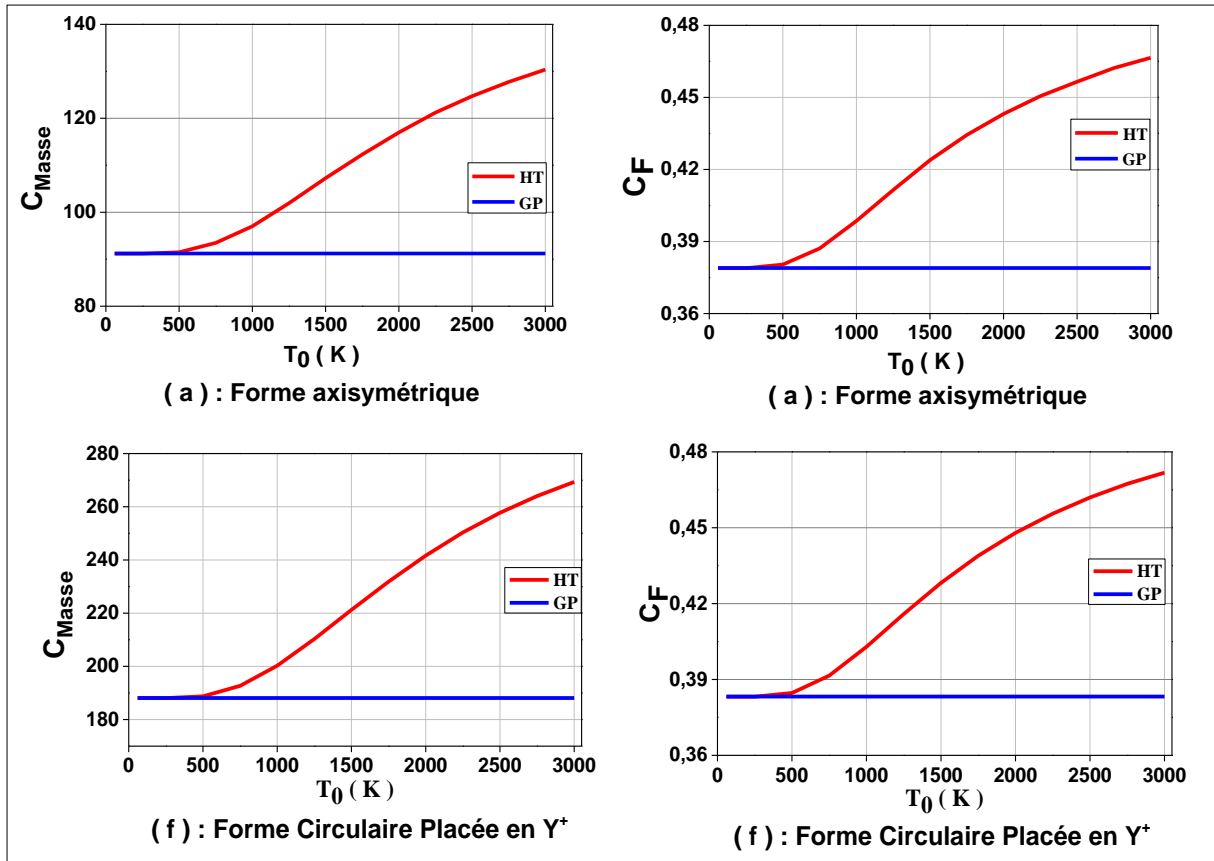 140
120
100
80
C_Masse
HT
GP
0 500 1000 1500 2000 2500 3000
T0 ( K )
( a ) : Forme axisymétrique
0,48
0,45
0,42
0,39
0,36
CF
HT
GP
0 500 1000 1500 2000 2500 3000
T0 ( K )
( a ) : Forme axisymétrique
280
260
240
220
200
180
C_Masse
HT
GP
0 500 1000 1500 2000 2500 3000
T0 ( K )
( f ) : Forme Circulaire Placée en Y+
0,48
0,45
0,42
0,39
0,36
CF
HT
GP
0 500 1000 1500 2000 2500 3000
T0 ( K )
( f ) : Forme Circulaire Placée en Y+